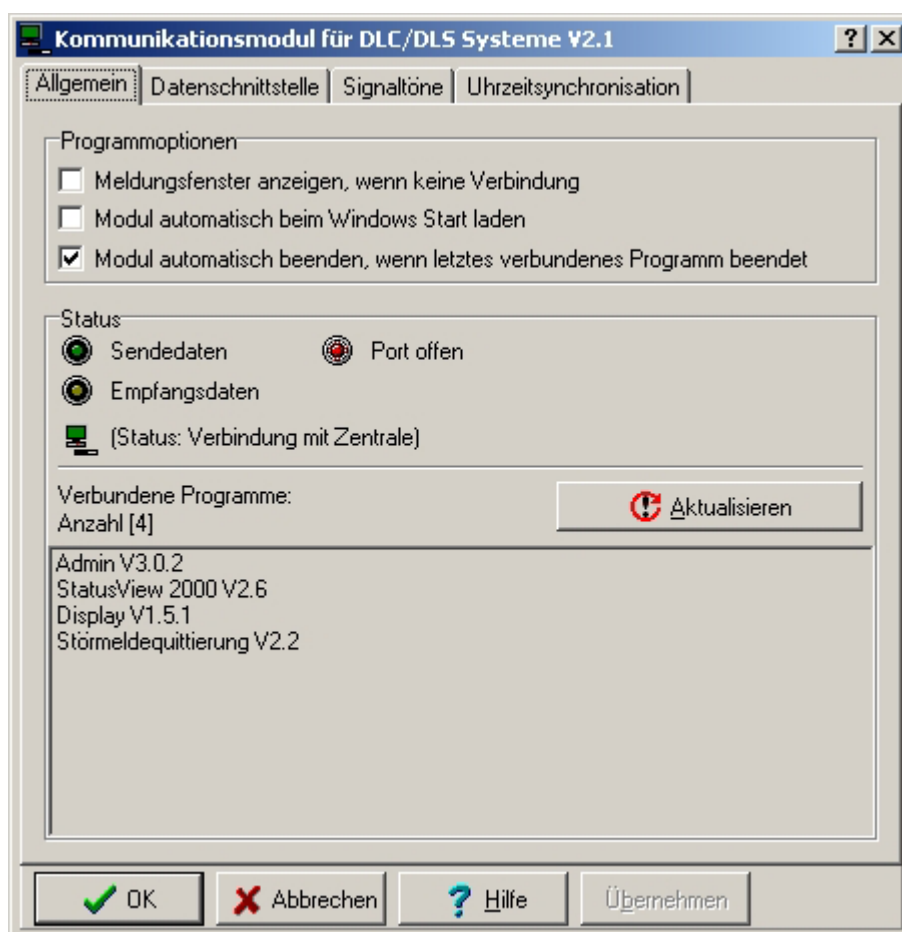 Kommunikationsmodul für DLC/DLS Systeme V2.1
Allgemein Datenschnittstelle Signaltöne Uhrzeitsynchronisation
Programmoptionen
Meldungsfenster anzeigen, wenn keine Verbindung
Modul automatisch beim Windows Start laden
Modul automatisch beenden, wenn letztes verbundenes Programm beendet
Status
Sendedaten Port offen
Empfangsdaten
(Status: Verbindung mit Zentrale)
Verbundene Programme:
Anzahl [4]
Aktualisieren
Admin V3.0.2
StatusView 2000 V2.6
Display V1.5.1
Störmeldequittierung V2.2
OK Abbrechen Hilfe Übernehmen